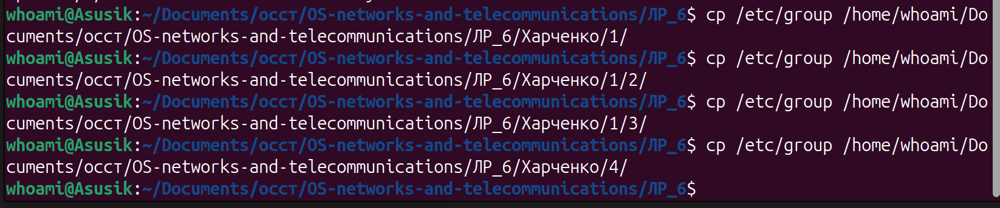 whoami@Asusik:~/Documents/осст/OS-networks-and-telecommunications/ЛР_6$ cp /etc/group /home/whoami/Do
cuments/осст/OS-networks-and-telecommunications/ЛР_6/Харченко/1/
whoami@Asusik:~/Documents/осст/OS-networks-and-telecommunications/ЛР_6$ cp /etc/group /home/whoami/Do
cuments/осст/OS-networks-and-telecommunications/ЛР_6/Харченко/1/2/
whoami@Asusik:~/Documents/осст/OS-networks-and-telecommunications/ЛР_6$ cp /etc/group /home/whoami/Do
cuments/осст/OS-networks-and-telecommunications/ЛР_6/Харченко/1/3/
whoami@Asusik:~/Documents/осст/OS-networks-and-telecommunications/ЛР_6$ cp /etc/group /home/whoami/Do
cuments/осст/OS-networks-and-telecommunications/ЛР_6/Харченко/4/
whoami@Asusik:~/Documents/осст/OS-networks-and-telecommunications/ЛР_6$